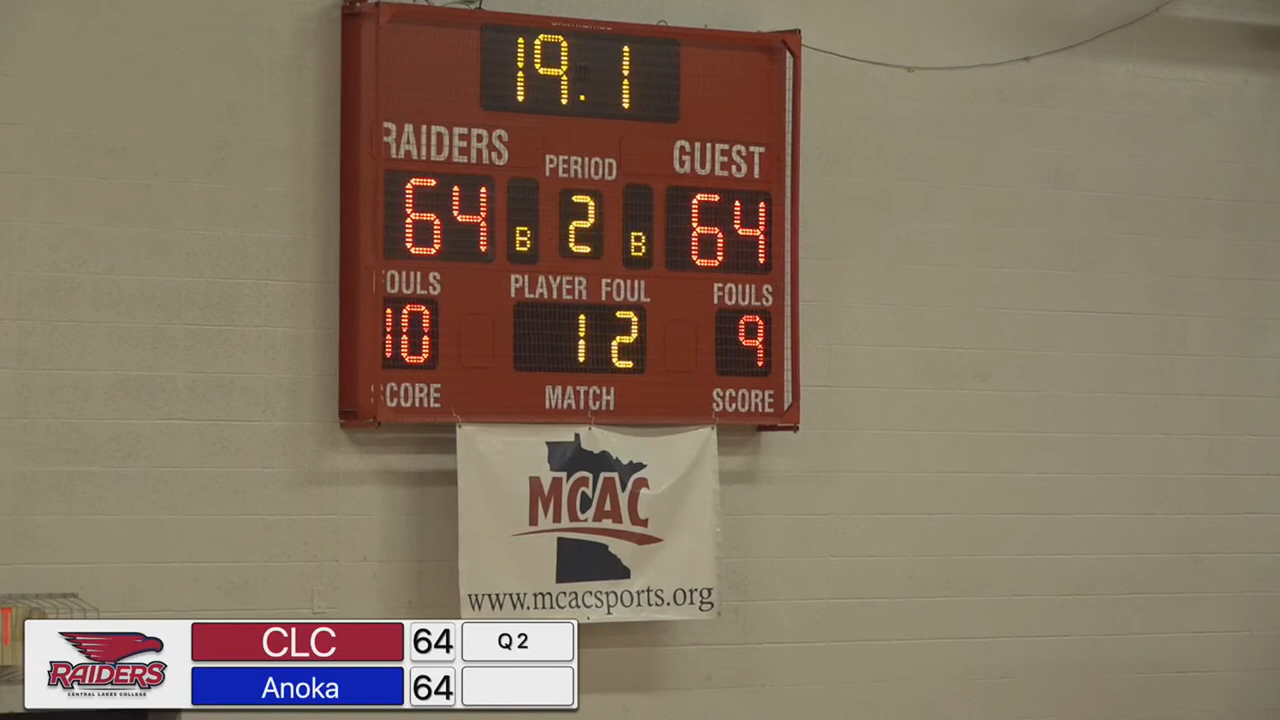 19.1
RAIDERS
PERIOD
GUEST
64
B
2
B
64
FOULS
PLAYER FOUL
FOULS
10
12
9
SCORE
MATCH
SCORE
MCAC
www.mcacsports.org
RAIDERS
CENTRAL LAKES COLLEGE
CLC 64 Q2
Anoka 64